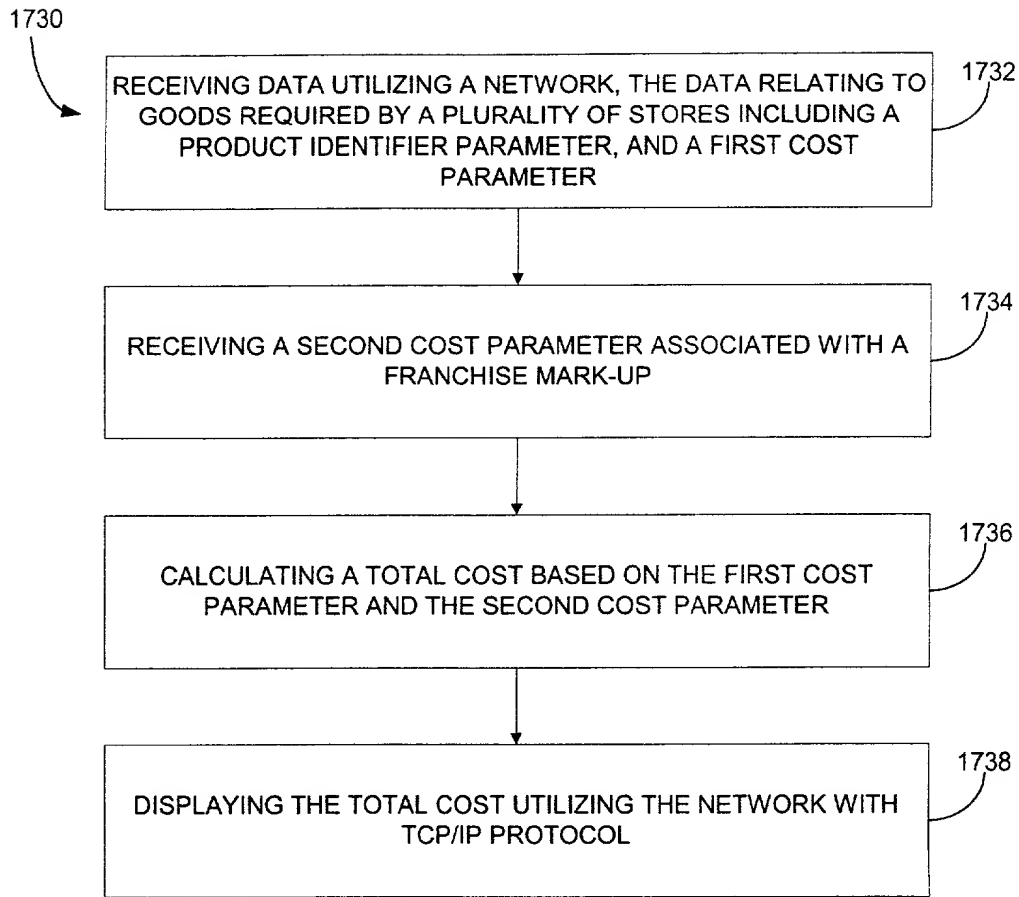 1730
RECEIVING DATA UTILIZING A NETWORK, THE DATA RELATING TO
GOODS REQUIRED BY A PLURALITY OF STORES INCLUDING A
PRODUCT IDENTIFIER PARAMETER, AND A FIRST COST
PARAMETER
1732
RECEIVING A SECOND COST PARAMETER ASSOCIATED WITH A
FRANCHISE MARK-UP
1734
CALCULATING A TOTAL COST BASED ON THE FIRST COST
PARAMETER AND THE SECOND COST PARAMETER
1736
DISPLAYING THE TOTAL COST UTILIZING THE NETWORK WITH
TCP/IP PROTOCOL
1738